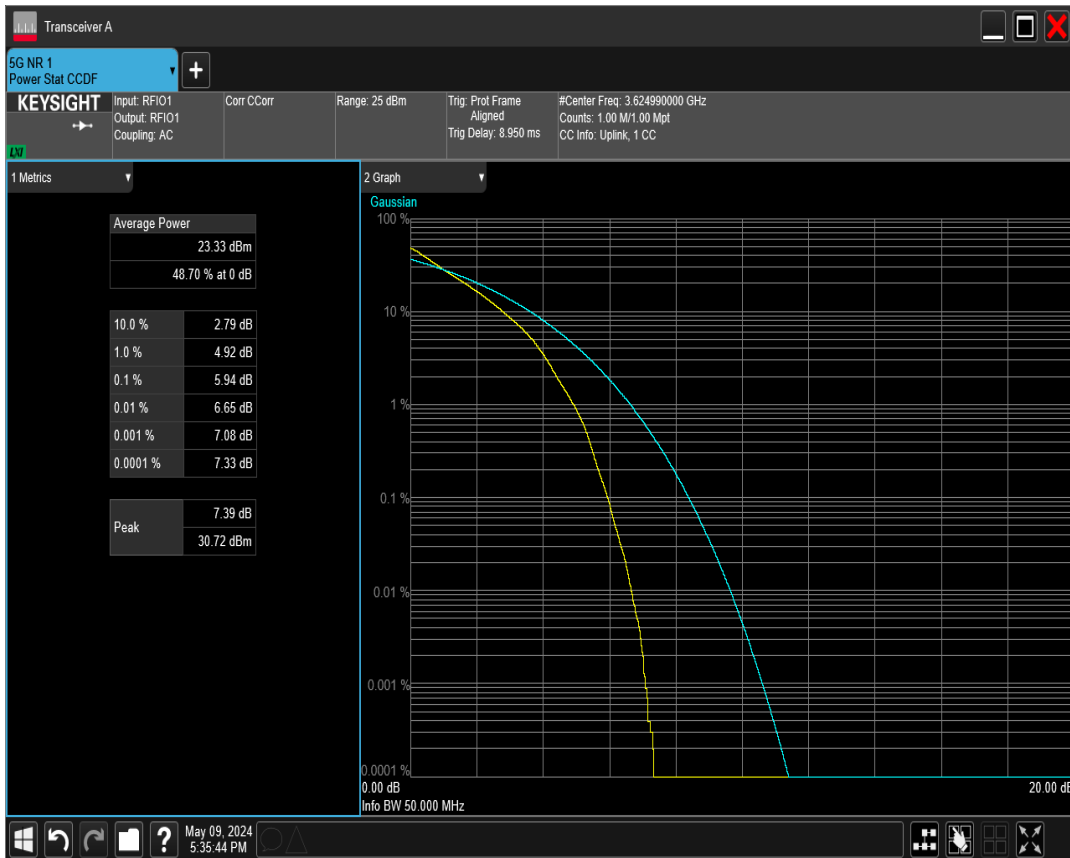 Transceiver A
5G NR 1
Power Stat CCDF
+
KEYSIGHT
LXI
Input: RFIO1
Output: RFIO1
Coupling: AC
Corr CCorr
Range: 25 dBm
Trig: Prot Frame
Aligned
Trig Delay: 8.950 ms
#Center Freq: 3.624990000 GHz
Counts: 1.00 M/1.00 Mpt
CC Info: Uplink, 1 CC
1 Metrics
Average Power
23.33 dBm
48.70 % at 0 dB
10.0 % 2.79 dB
1.0 % 4.92 dB
0.1 % 5.94 dB
0.01 % 6.65 dB
0.001 % 7.08 dB
0.0001 % 7.33 dB
Peak 7.39 dB
30.72 dBm
2 Graph
Gaussian
100 %
10 %
1 %
0.1 %
0.01 %
0.001 %
0.0001 %
0.00 dB 20.00 dB
Info BW 50.000 MHz
?
May 09, 2024
5:35:44 PM